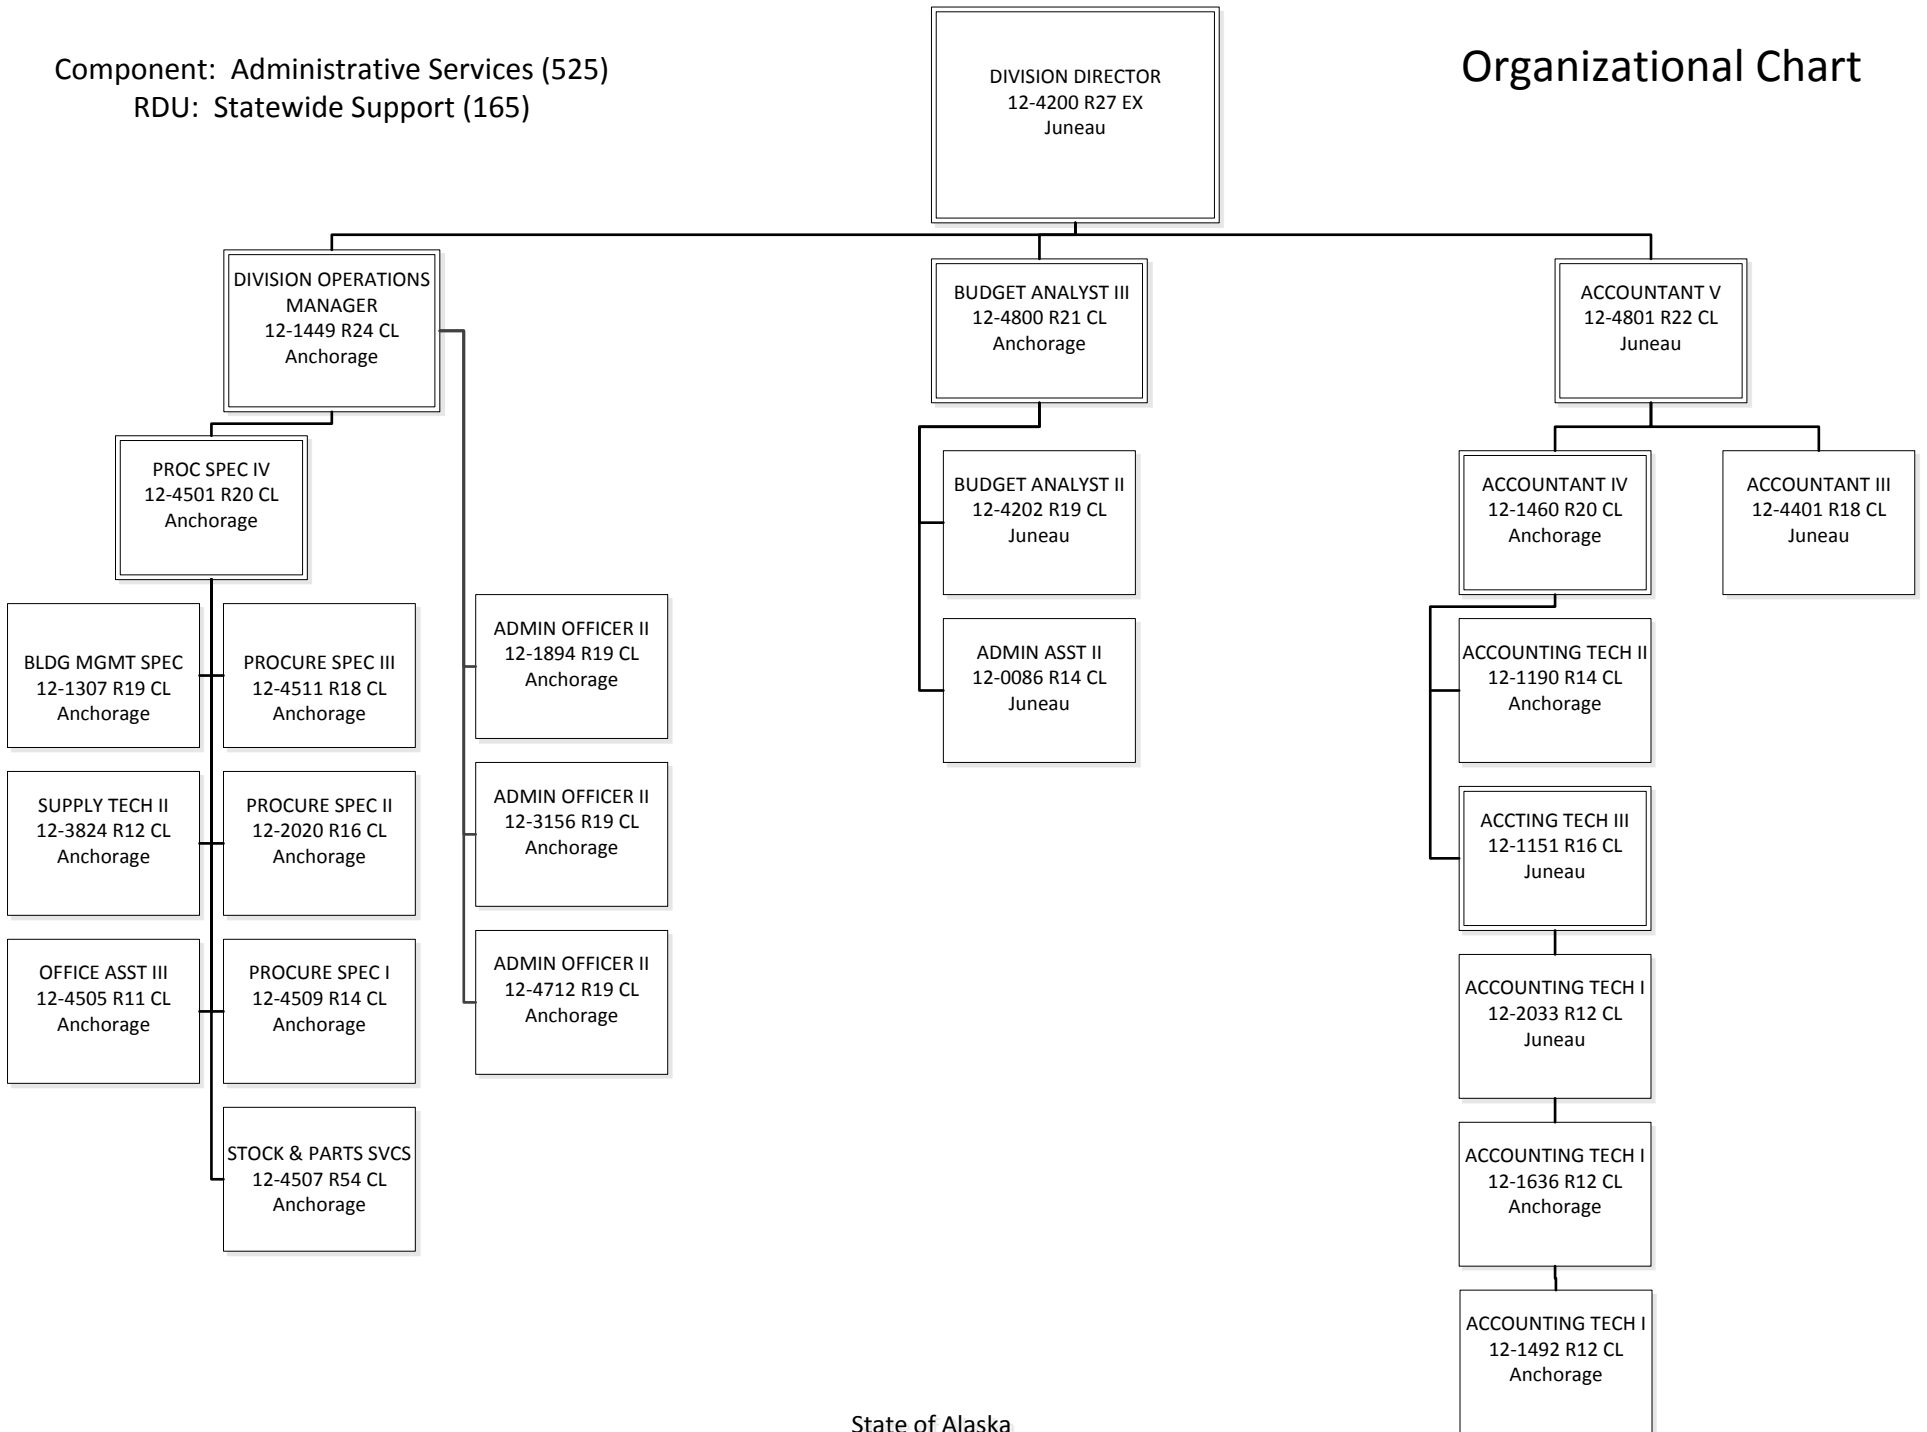 Component: Administrative Services (525)
RDU: Statewide Support (165)
Organizational Chart
DIVISION DIRECTOR
12-4200 R27 EX
Juneau
DIVISION OPERATIONS
MANAGER
12-1449 R24 CL
Anchorage
BUDGET ANALYST III
12-4800 R21 CL
Anchorage
ACCOUNTANT V
12-4801 R22 CL
Juneau
PROC SPEC IV
12-4501 R20 CL
Anchorage
BLDG MGMT SPEC
12-1307 R19 CL
Anchorage
PROCURE SPEC III
12-4511 R18 CL
Anchorage
SUPPLY TECH II
12-3824 R12 CL
Anchorage
PROCURE SPEC II
12-2020 R16 CL
Anchorage
OFFICE ASST III
12-4505 R11 CL
Anchorage
PROCURE SPEC I
12-4509 R14 CL
Anchorage
STOCK & PARTS SVCS
12-4507 R54 CL
Anchorage
ADMIN OFFICER II
12-1894 R19 CL
Anchorage
ADMIN OFFICER II
12-3156 R19 CL
Anchorage
ADMIN OFFICER II
12-4712 R19 CL
Anchorage
BUDGET ANALYST II
12-4202 R19 CL
Juneau
ADMIN ASST II
12-0086 R14 CL
Juneau
ACCOUNTANT IV
12-1460 R20 CL
Anchorage
ACCOUNTANT III
12-4401 R18 CL
Juneau
ACCOUNTING TECH II
12-1190 R14 CL
Anchorage
ACCTING TECH III
12-1151 R16 CL
Juneau
ACCOUNTING TECH I
12-2033 R12 CL
Juneau
ACCOUNTING TECH I
12-1636 R12 CL
Anchorage
ACCOUNTING TECH I
12-1492 R12 CL
Anchorage
State of Alaska